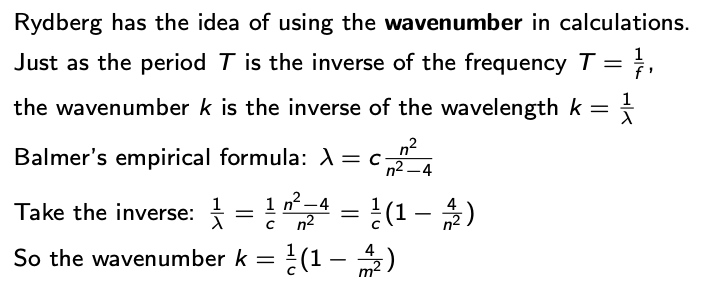 Rydberg has the idea of using the wavenumber in calculations.
Just as the period T is the inverse of the frequency T = 1/f,
the wavenumber k is the inverse of the wavelength k = 1/λ
Balmer's empirical formula: λ = c n²/(n²−4)
Take the inverse: 1/λ = 1/c (n²−4)/n² = 1/c (1 − 4/n²)
So the wavenumber k = 1/c (1 − 4/m²)